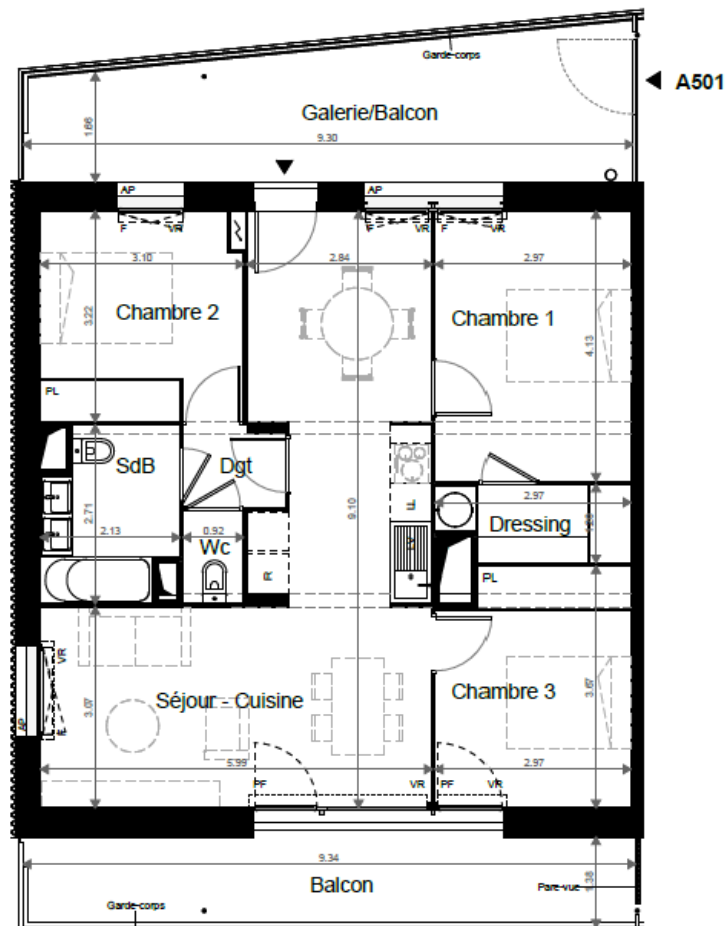 Garde-corps
A501
Galerie/Balcon
1.66
9.30
AP
AP
F VR
F VR
F VR
3.10
2.84
2.97
Chambre 2
Chambre 1
3.22
4.13
PL
SdB
Dgt
2.71
9.10
LL
2.97
Dressing
2.13
0.92
Wc
LV
R
PL
VR
3.07
Séjour - Cuisine
Chambre 3
3.67
AP
F
5.99
2.97
PF
VR
PF
VR
9.34
Balcon
Pare-vue
1.38
Garde-corps